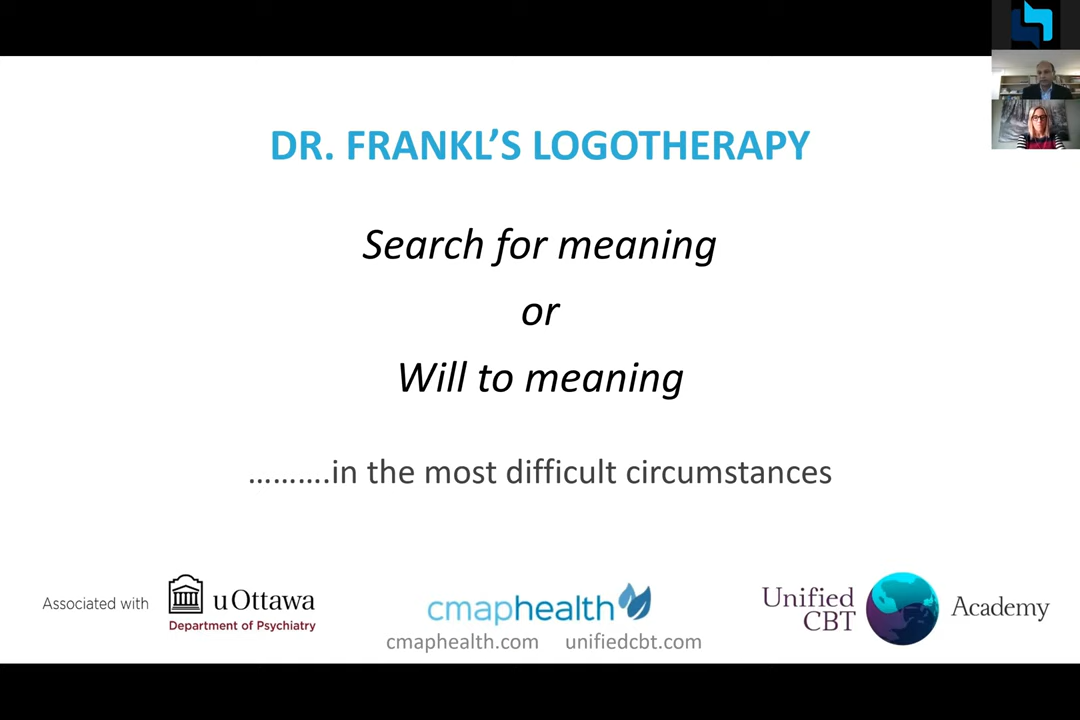 DR. FRANKL’S LOGOTHERAPY
Search for meaning
or
Will to meaning
……….in the most difficult circumstances
Associated with
uOttawa
Department of Psychiatry
cmaphealth
cmaphealth.com unifiedcbt.com
Unified
CBT
Academy